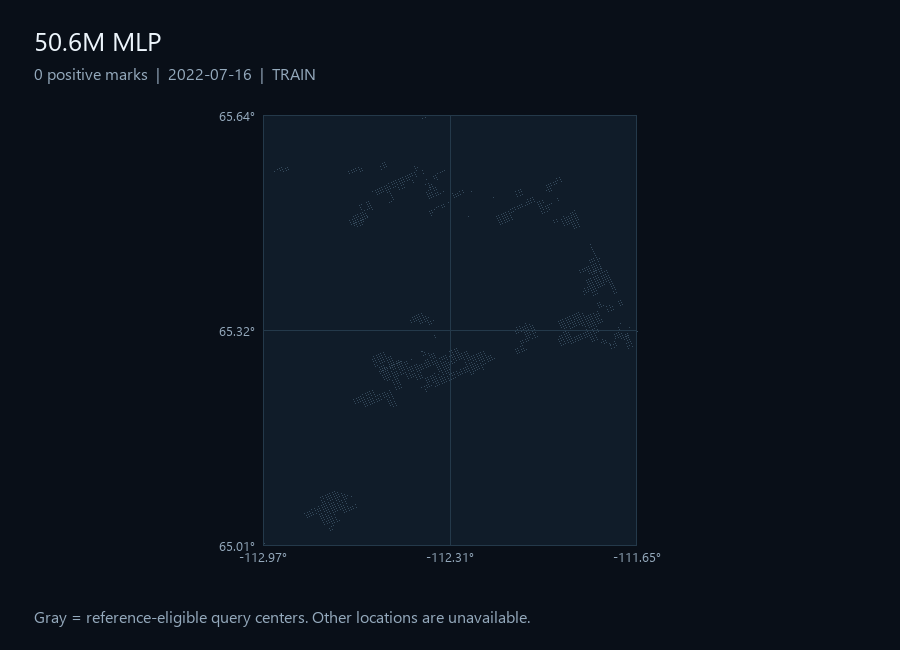 50.6M MLP
0 positive marks | 2022-07-16 | TRAIN
65.64°
65.32°
65.01°
-112.97°
-112.31°
-111.65°
Gray = reference-eligible query centers. Other locations are unavailable.